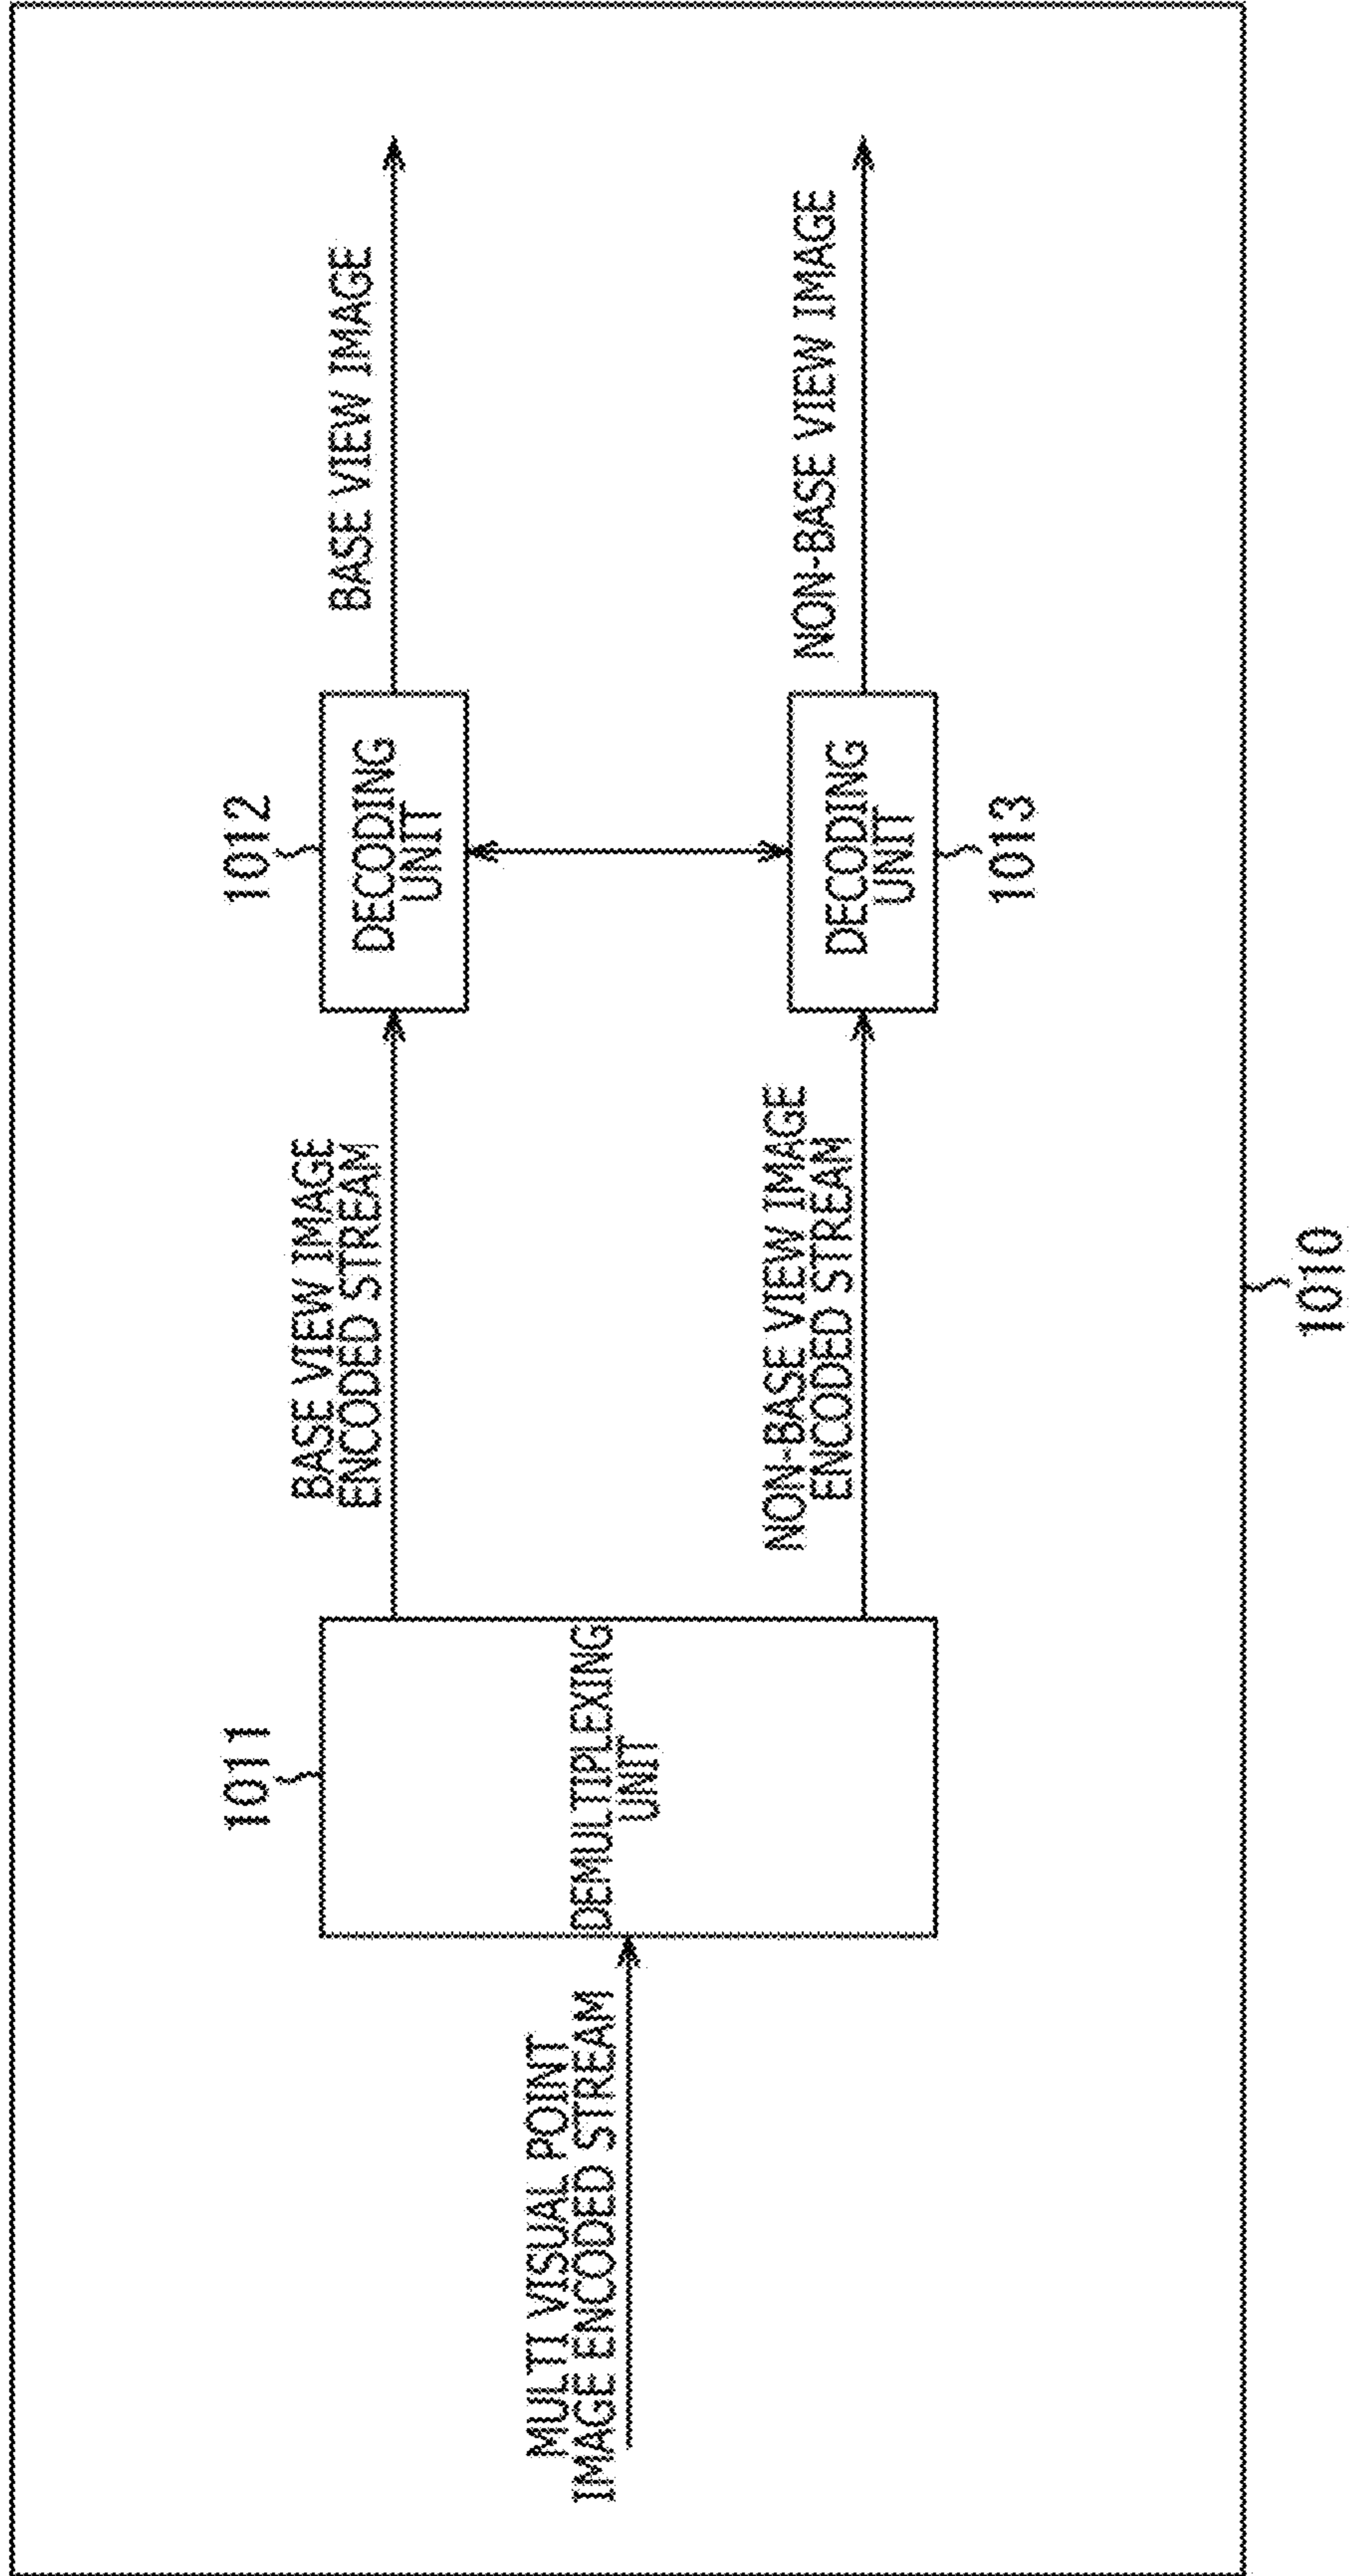 1011
1012
BASE VIEW IMAGE
ENCODED STREAM
BASE VIEW IMAGE
DECODING
UNIT
MULTI VISUAL POINT
IMAGE ENCODED STREAM
DEMULTIPLEXING
UNIT
NON-BASE VIEW IMAGE
ENCODED STREAM
NON-BASE VIEW IMAGE
DECODING
UNIT
1013
1010